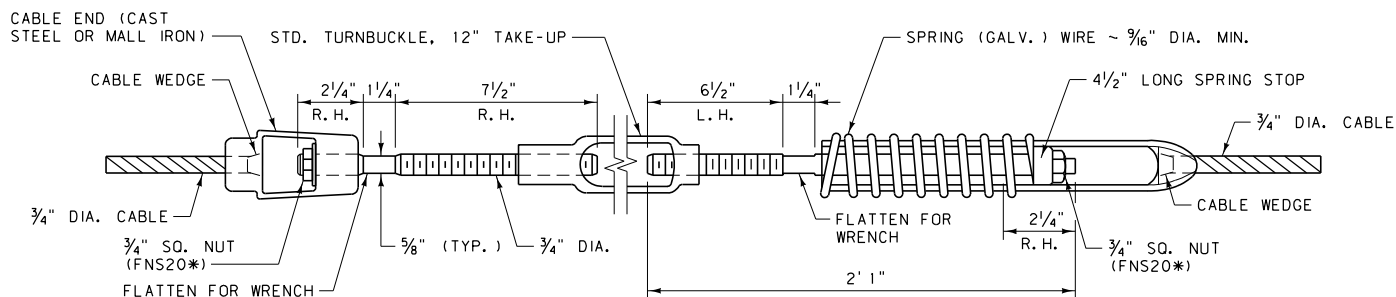 CABLE END (CAST
STEEL OR MALL IRON)
STD. TURNBUCKLE, 12" TAKE-UP
SPRING (GALV.) WIRE ~ 9/16" DIA. MIN.
CABLE WEDGE
4 1/2" LONG SPRING STOP
2 1/4"
R. H.
1 1/4"
7 1/2"
R. H.
6 1/2"
L. H.
1 1/4"
3/4" DIA. CABLE
3/4" DIA. CABLE
3/4" SQ. NUT
(FNS20*)
FLATTEN FOR WRENCH
5/8" (TYP.)
3/4" DIA.
FLATTEN FOR
WRENCH
2 1/4"
R. H.
CABLE WEDGE
3/4" SQ. NUT
(FNS20*)
2' 1"